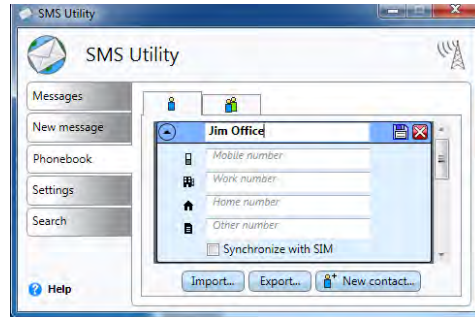 SMS Utility
SMS Utility
Messages
New message
Phonebook
Settings
Search
Help
Jim Office
Mobile number
Work number
Home number
Other number
Synchronize with SIM
Import...
Export...
New contact...